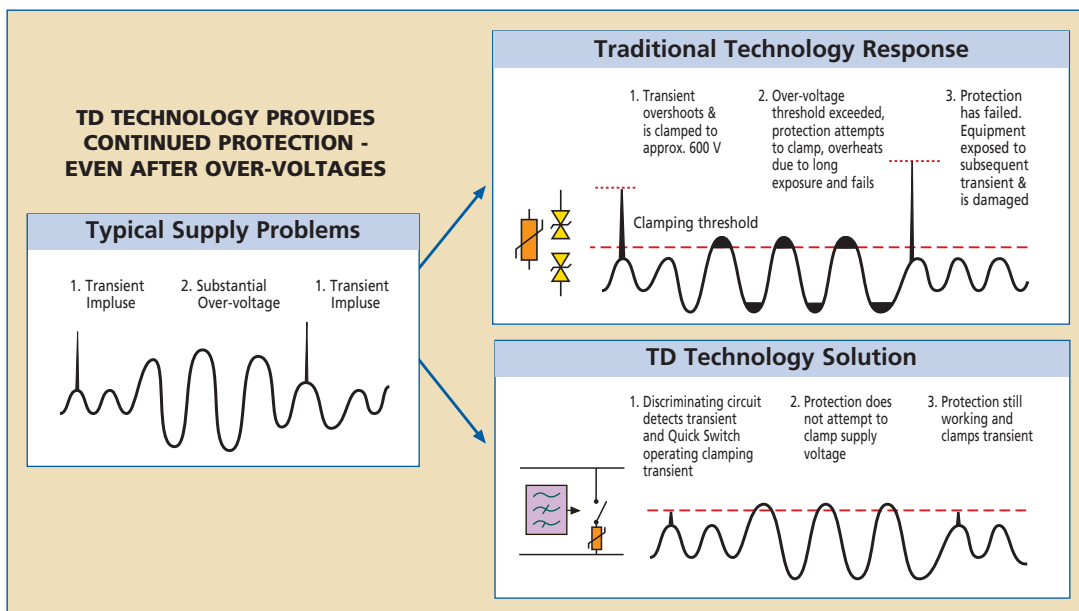 TD TECHNOLOGY PROVIDES
CONTINUED PROTECTION -
EVEN AFTER OVER-VOLTAGES
Typical Supply Problems
1. Transient
Impluse
2. Substantial
Over-voltage
1. Transient
Impluse
Traditional Technology Response
1. Transient
overshoots &
is clamped to
approx. 600 V
2. Over-voltage
threshold exceeded,
protection attempts
to clamp, overheats
due to long
exposure and fails
3. Protection
has failed.
Equipment
exposed to
subsequent
transient &
is damaged
Clamping threshold
TD Technology Solution
1. Discriminating circuit
detects transient
and Quick Switch
operating clamping
transient
2. Protection does
not attempt to
clamp supply
voltage
3. Protection still
working and
clamps transient